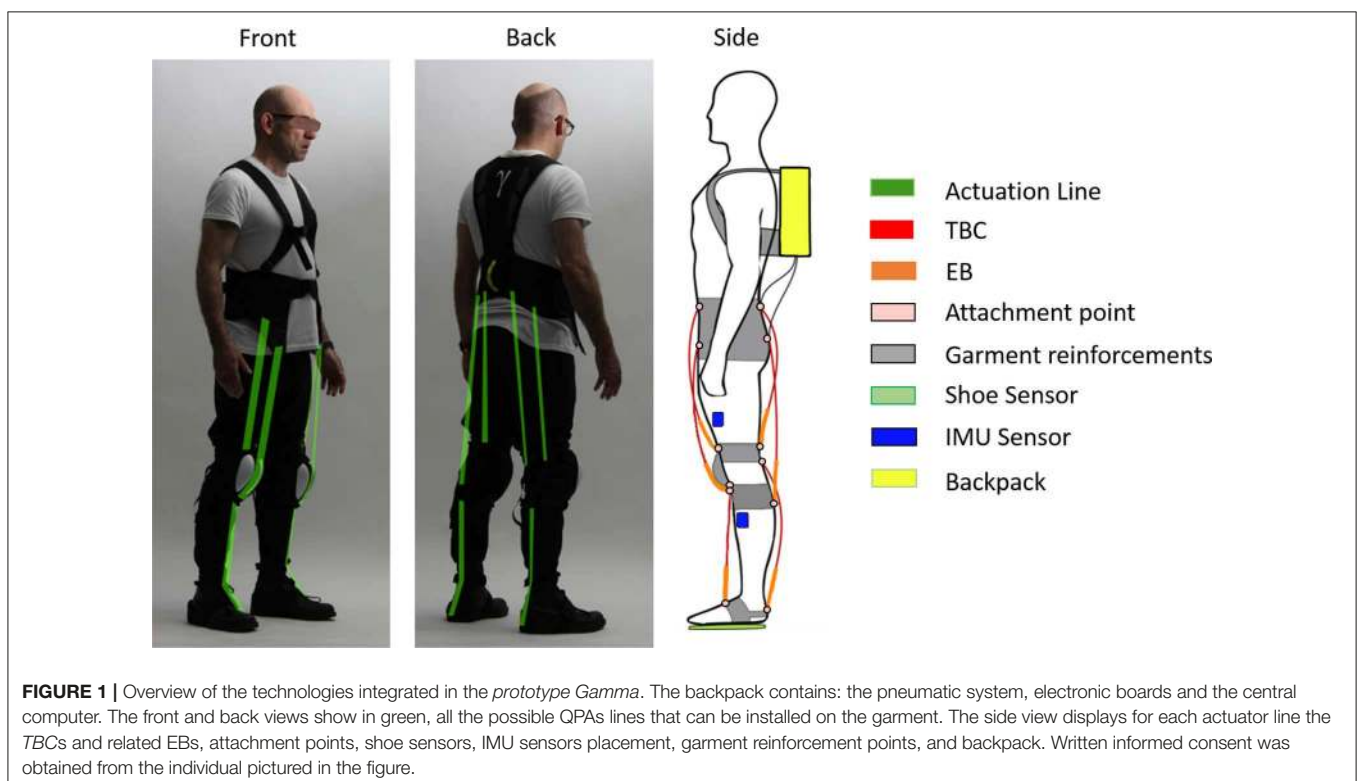 Front
Back
Side
γ
Actuation Line
TBC
EB
Attachment point
Garment reinforcements
Shoe Sensor
IMU Sensor
Backpack
FIGURE 1 | Overview of the technologies integrated in the prototype Gamma. The backpack contains: the pneumatic system, electronic boards and the central
computer. The front and back views show in green, all the possible QPAs lines that can be installed on the garment. The side view displays for each actuator line the
TBCs and related EBs, attachment points, shoe sensors, IMU sensors placement, garment reinforcement points, and backpack. Written informed consent was
obtained from the individual pictured in the figure.